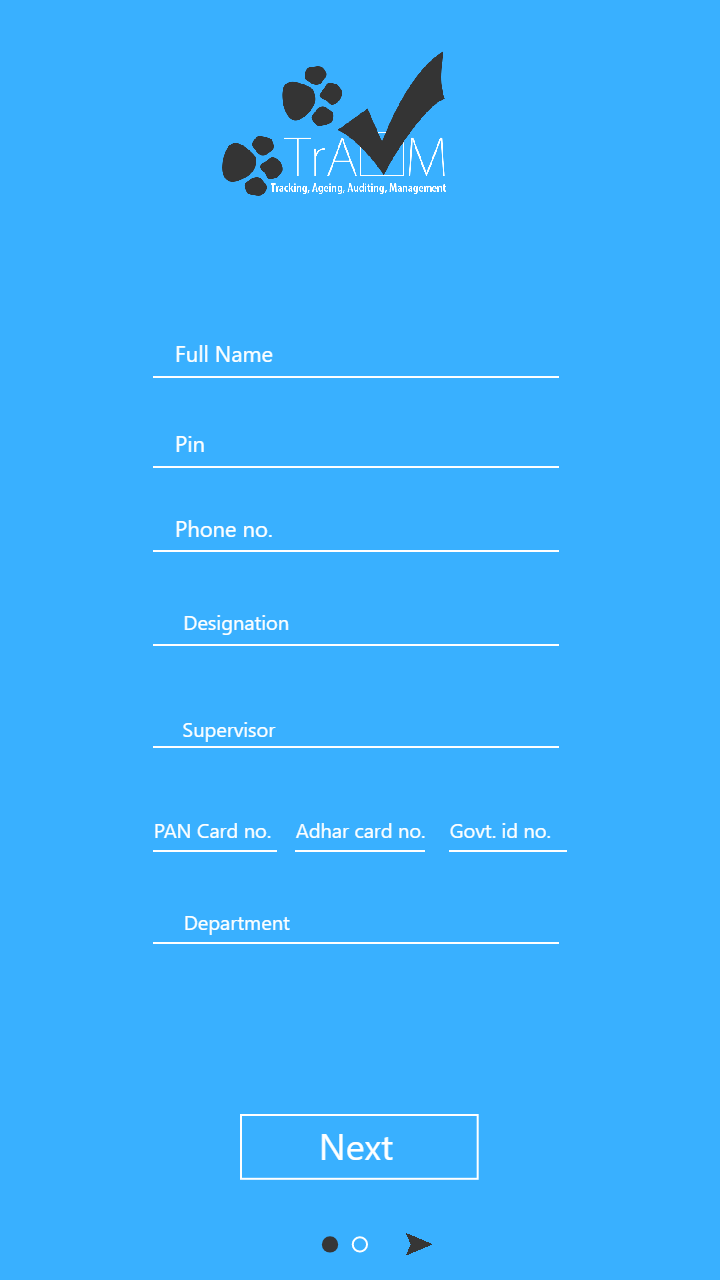 TrA☐M
Tracking, Ageing, Auditing, Management
Full Name
Pin
Phone no.
Designation
Supervisor
PAN Card no. Adhar card no. Govt. id no.
Department
Next